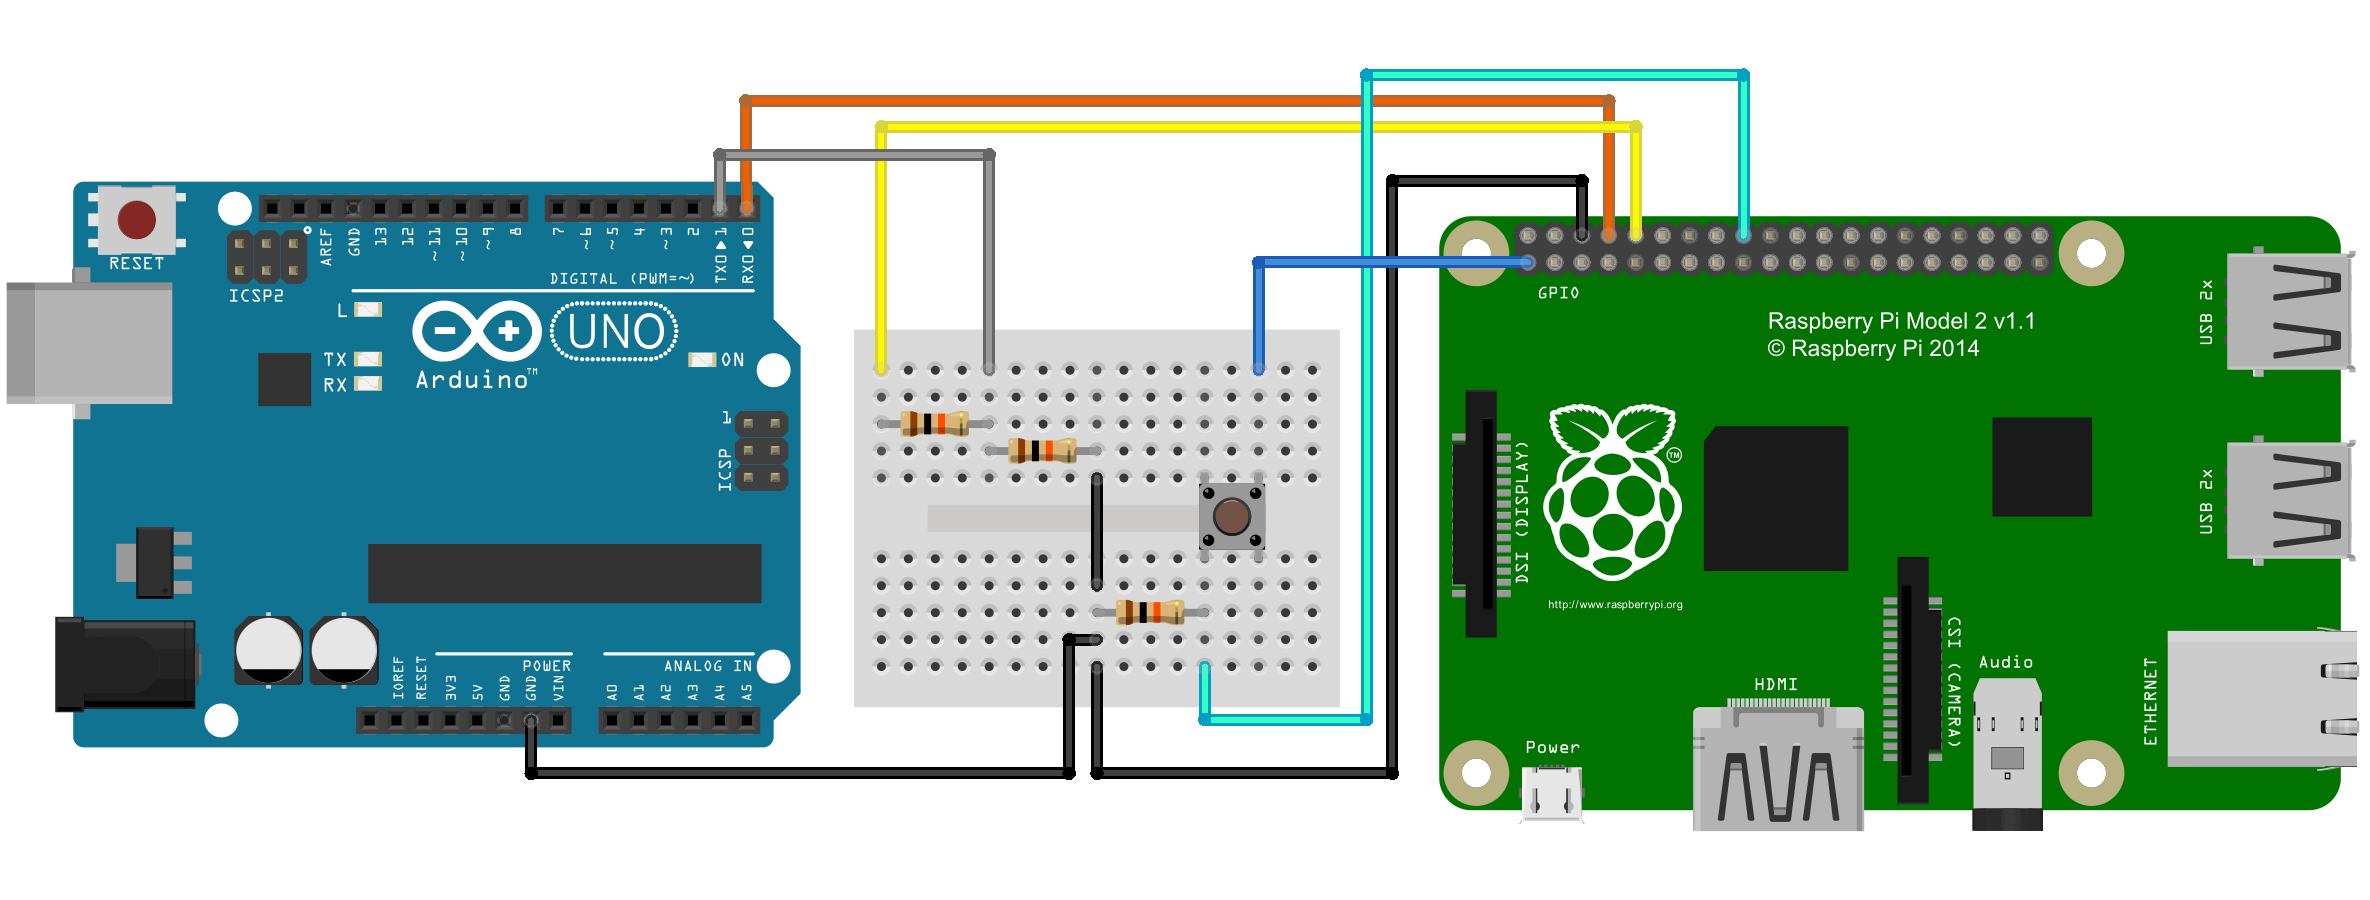 RESET
ICSP2
AREF
GND
13
12
~11
~10
~9
8
7
~6
~5
4
~3
2
TX0▶1
RX0◀0
DIGITAL (PWM=~)
L
TX
RX
UNO
Arduino™
ON
1
ICSP
POWER
ANALOG IN
IOREF
RESET
3V3
5V
GND
GND
VIN
A0
A1
A2
A3
A4
A5
GPIO
Raspberry Pi Model 2 v1.1
© Raspberry Pi 2014
USB 2x
USB 2x
DSI (DISPLAY)
TM
http://www.raspberrypi.org
CSI (CAMERA)
Audio
HDMI
Power
ETHERNET